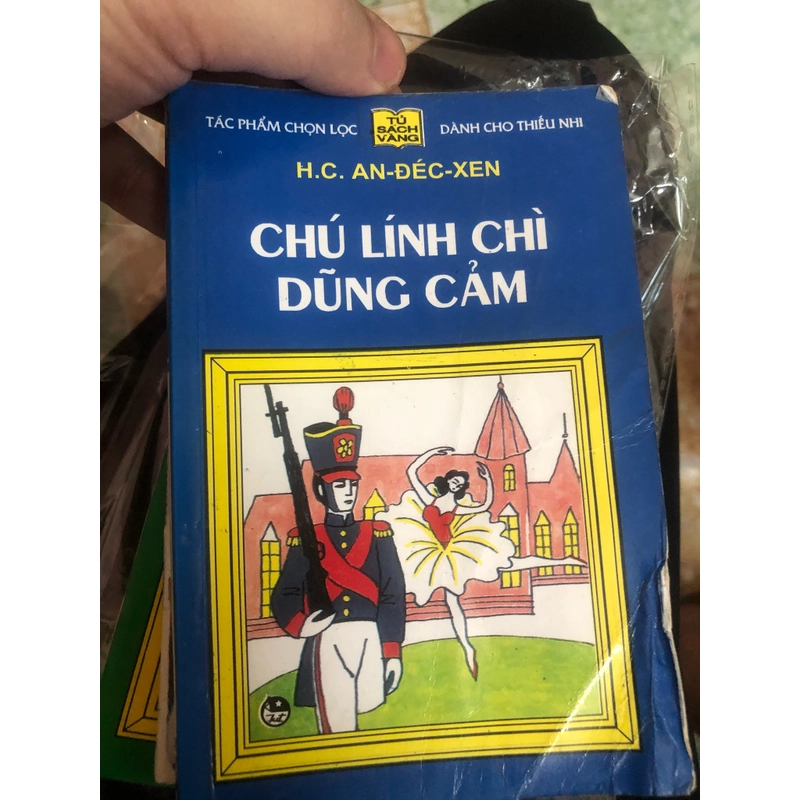 TÁC PHẨM CHỌN LỌC
TỦ
SÁCH
VÀNG
DÀNH CHO THIẾU NHI
H.C. AN-ĐÉC-XEN
CHÚ LÍNH CHÌ
DŨNG CẢM